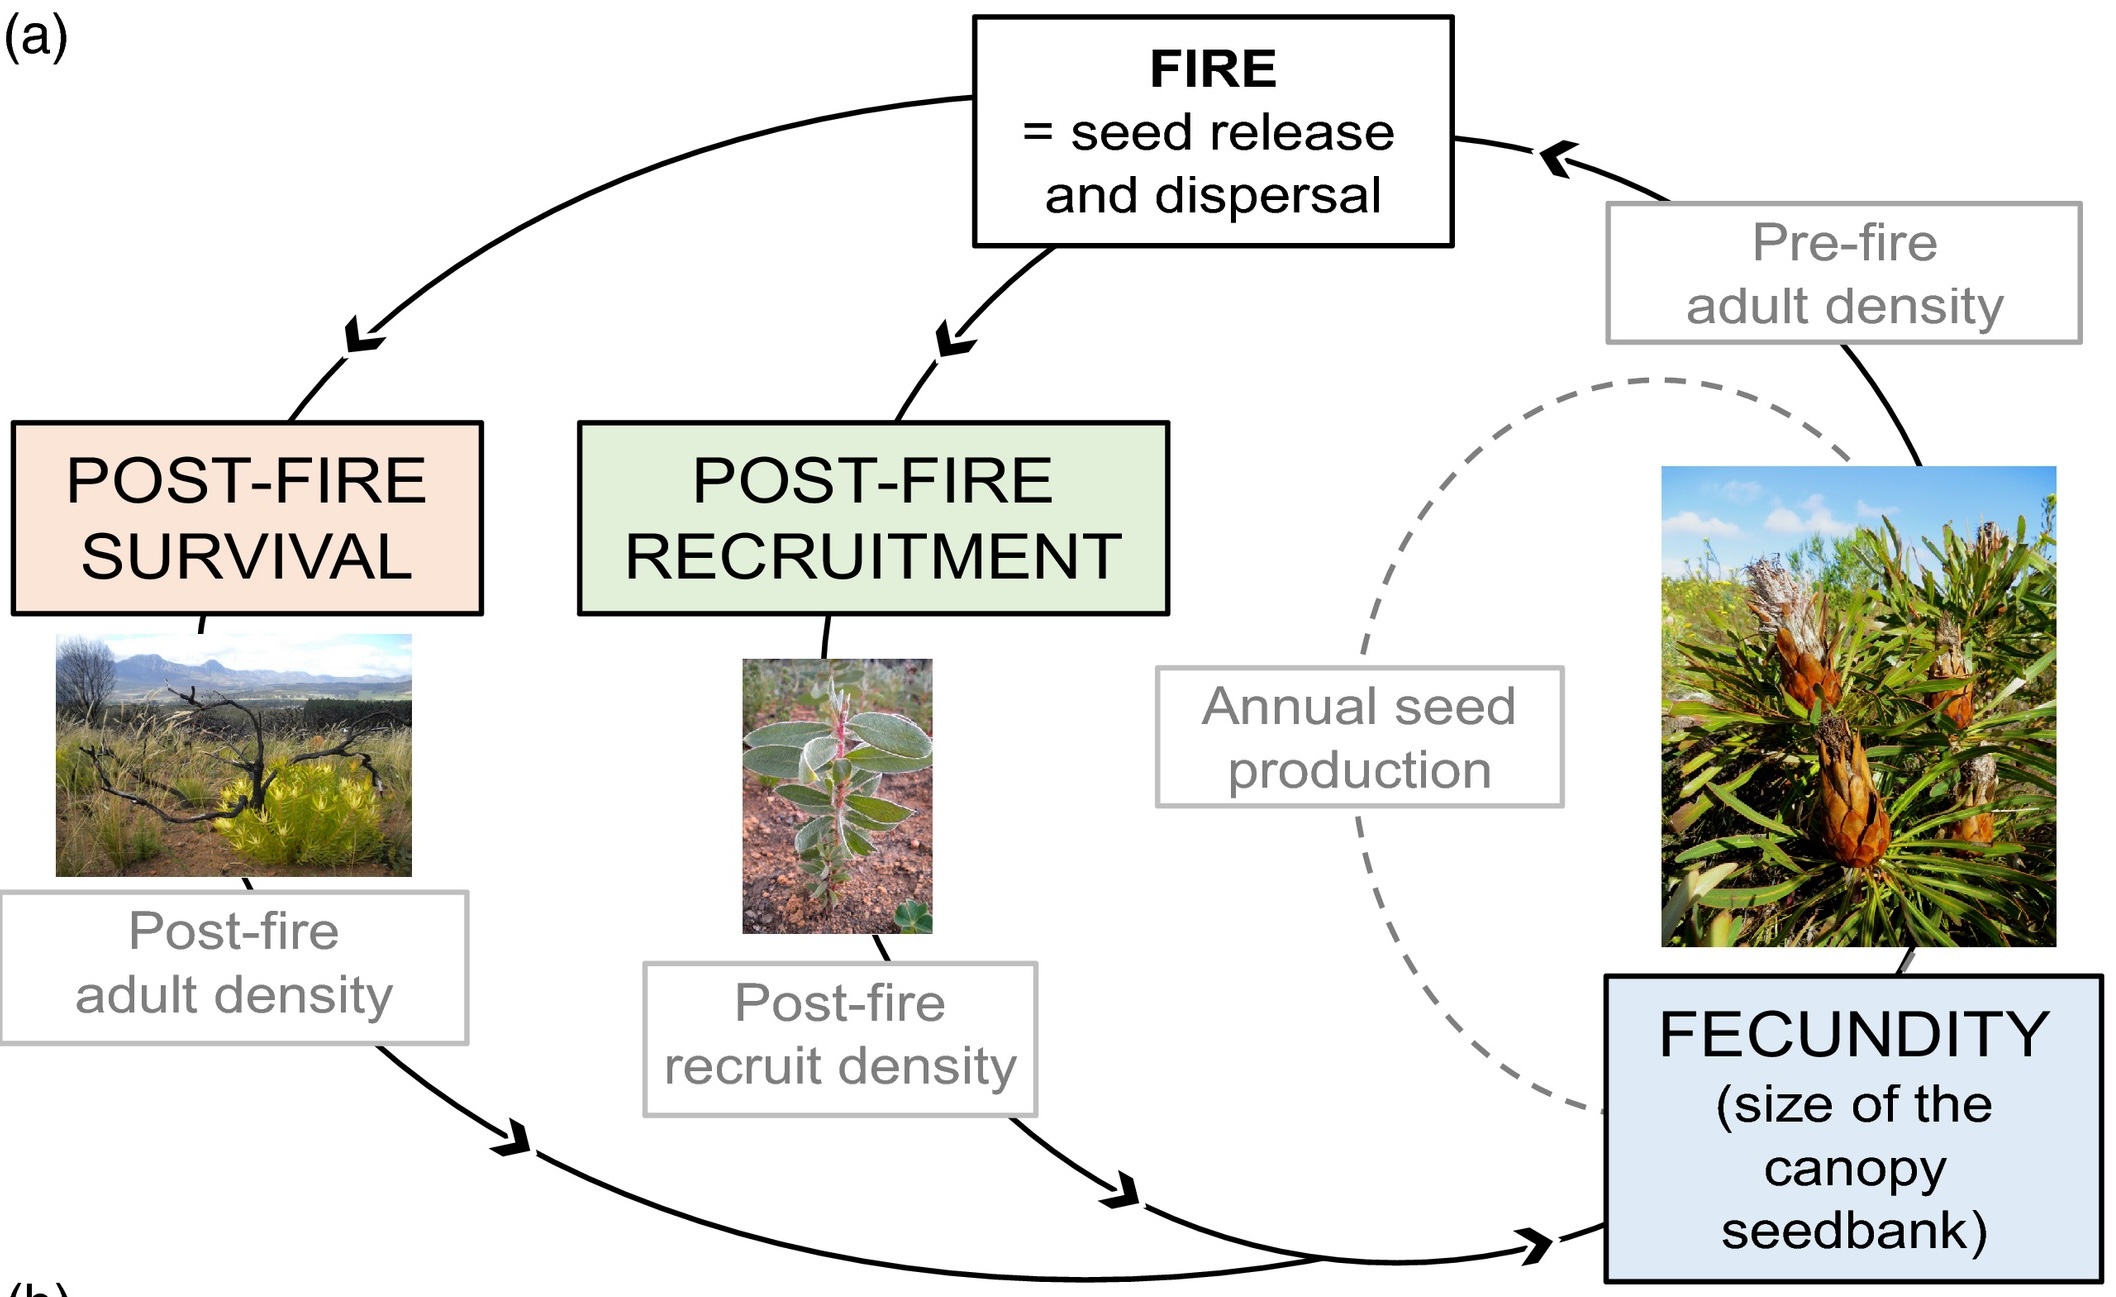 (a)
FIRE
= seed release
and dispersal
Pre-fire
adult density
POST-FIRE
SURVIVAL
POST-FIRE
RECRUITMENT
Annual seed
production
Post-fire
adult density
Post-fire
recruit density
FECUNDITY
(size of the
canopy
seedbank)